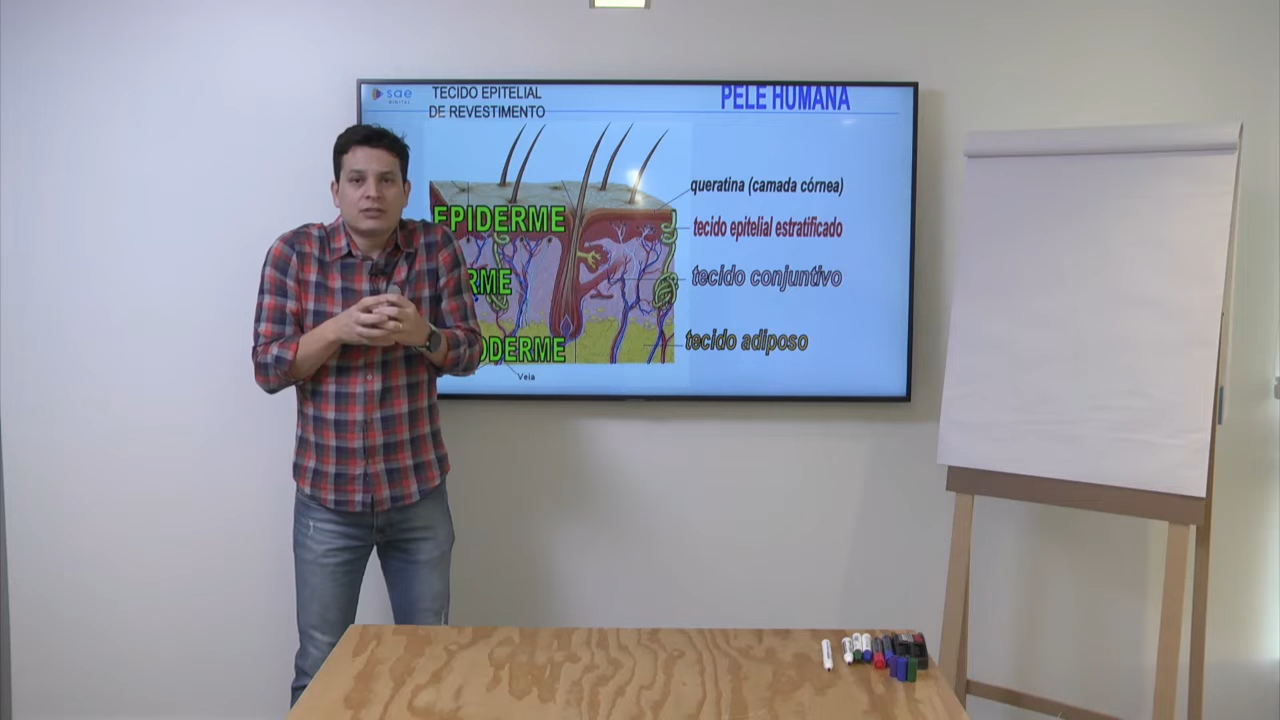 sae
DIGITAL
TECIDO EPITELIAL
DE REVESTIMENTO
PELE HUMANA
queratina (camada córnea)
EPIDERME
tecido epitelial estratificado
RME
tecido conjuntivo
ODERME
tecido adiposo
Veia